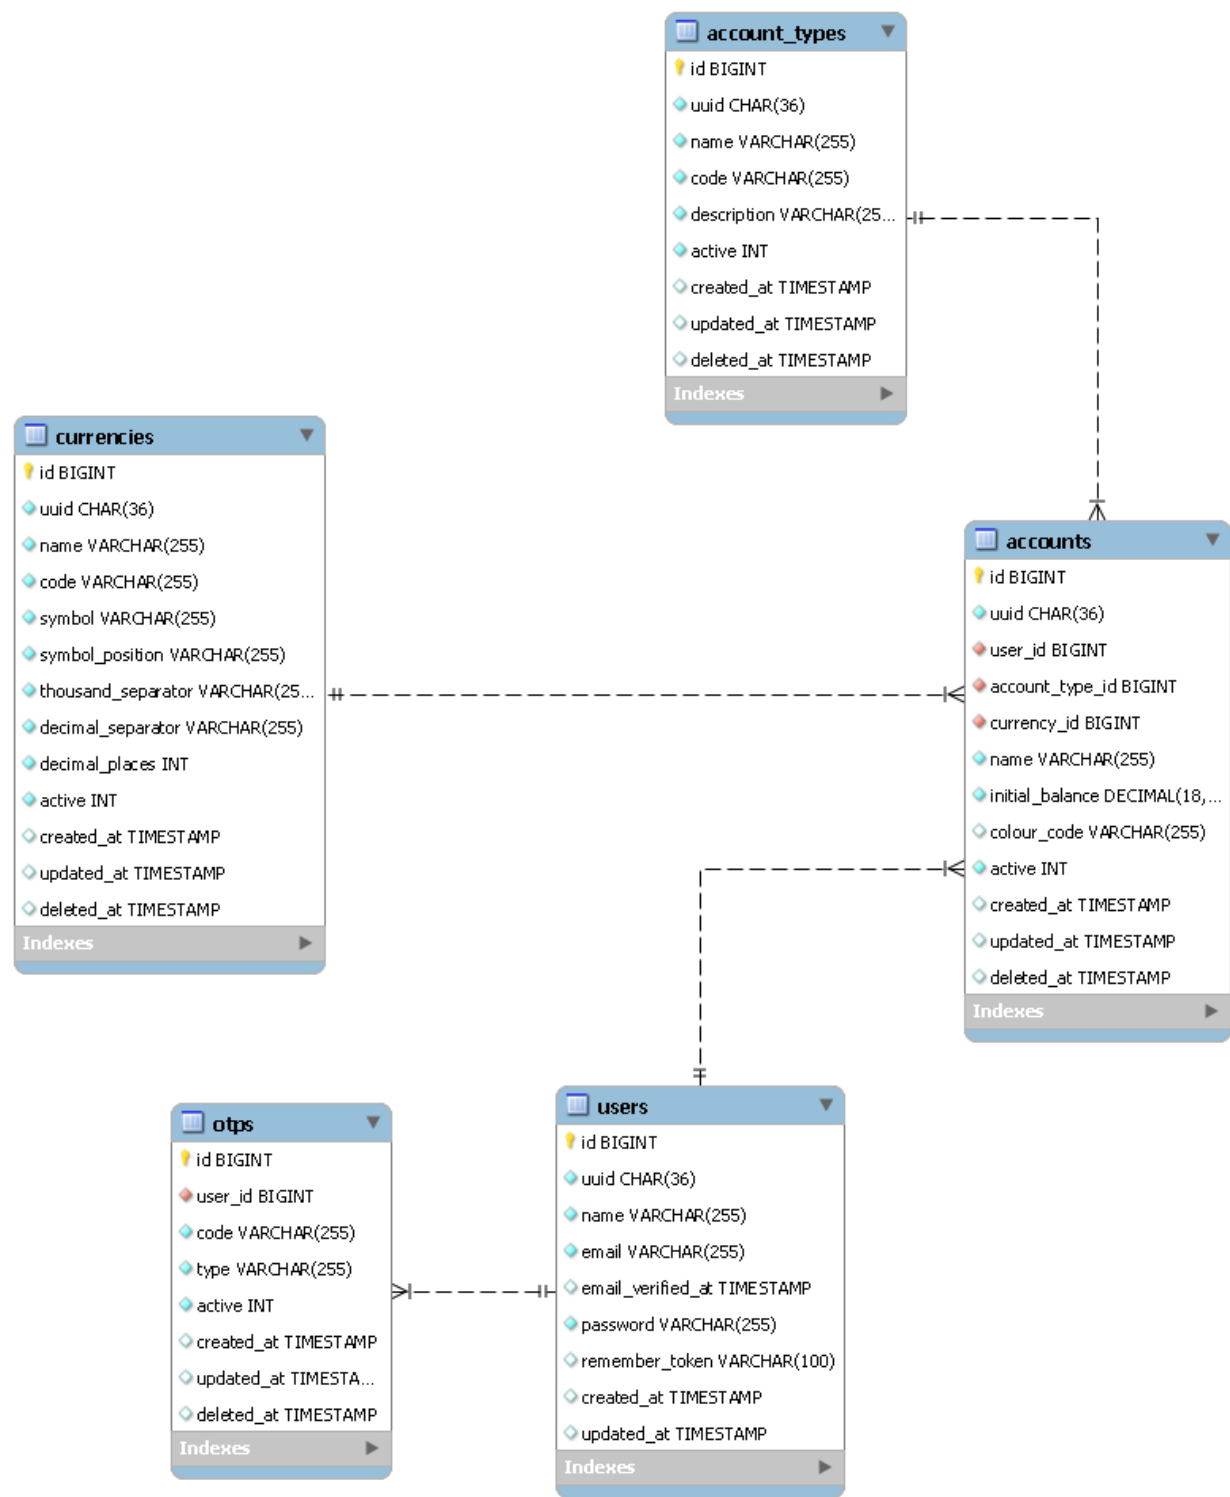 account_types
id BIGINT
uuid CHAR(36)
name VARCHAR(255)
code VARCHAR(255)
description VARCHAR(25...
active INT
created_at TIMESTAMP
updated_at TIMESTAMP
deleted_at TIMESTAMP
Indexes
currencies
id BIGINT
uuid CHAR(36)
name VARCHAR(255)
code VARCHAR(255)
symbol VARCHAR(255)
symbol_position VARCHAR(255)
thousand_separator VARCHAR(25...
decimal_separator VARCHAR(255)
decimal_places INT
active INT
created_at TIMESTAMP
updated_at TIMESTAMP
deleted_at TIMESTAMP
Indexes
accounts
id BIGINT
uuid CHAR(36)
user_id BIGINT
account_type_id BIGINT
currency_id BIGINT
name VARCHAR(255)
initial_balance DECIMAL(18,...
colour_code VARCHAR(255)
active INT
created_at TIMESTAMP
updated_at TIMESTAMP
deleted_at TIMESTAMP
Indexes
otps
id BIGINT
user_id BIGINT
code VARCHAR(255)
type VARCHAR(255)
active INT
created_at TIMESTAMP
updated_at TIMESTA...
deleted_at TIMESTAMP
Indexes
users
id BIGINT
uuid CHAR(36)
name VARCHAR(255)
email VARCHAR(255)
email_verified_at TIMESTAMP
password VARCHAR(255)
remember_token VARCHAR(100)
created_at TIMESTAMP
updated_at TIMESTAMP
Indexes